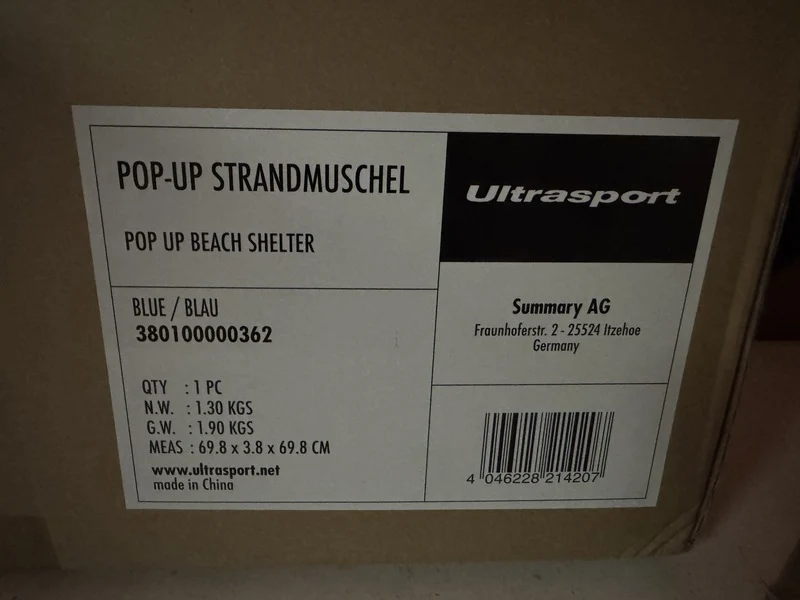 POP-UP STRANDMUSCHEL
POP UP BEACH SHELTER
BLUE / BLAU
380100000362
QTY : 1 PC
N.W. : 1.30 KGS
G.W. : 1.90 KGS
MEAS : 69.8 x 3.8 x 69.8 CM
www.ultrasport.net
made in China
Ultrasport
Summary AG
Fraunhoferstr. 2 - 25524 Itzehoe
Germany
4 046228 214207